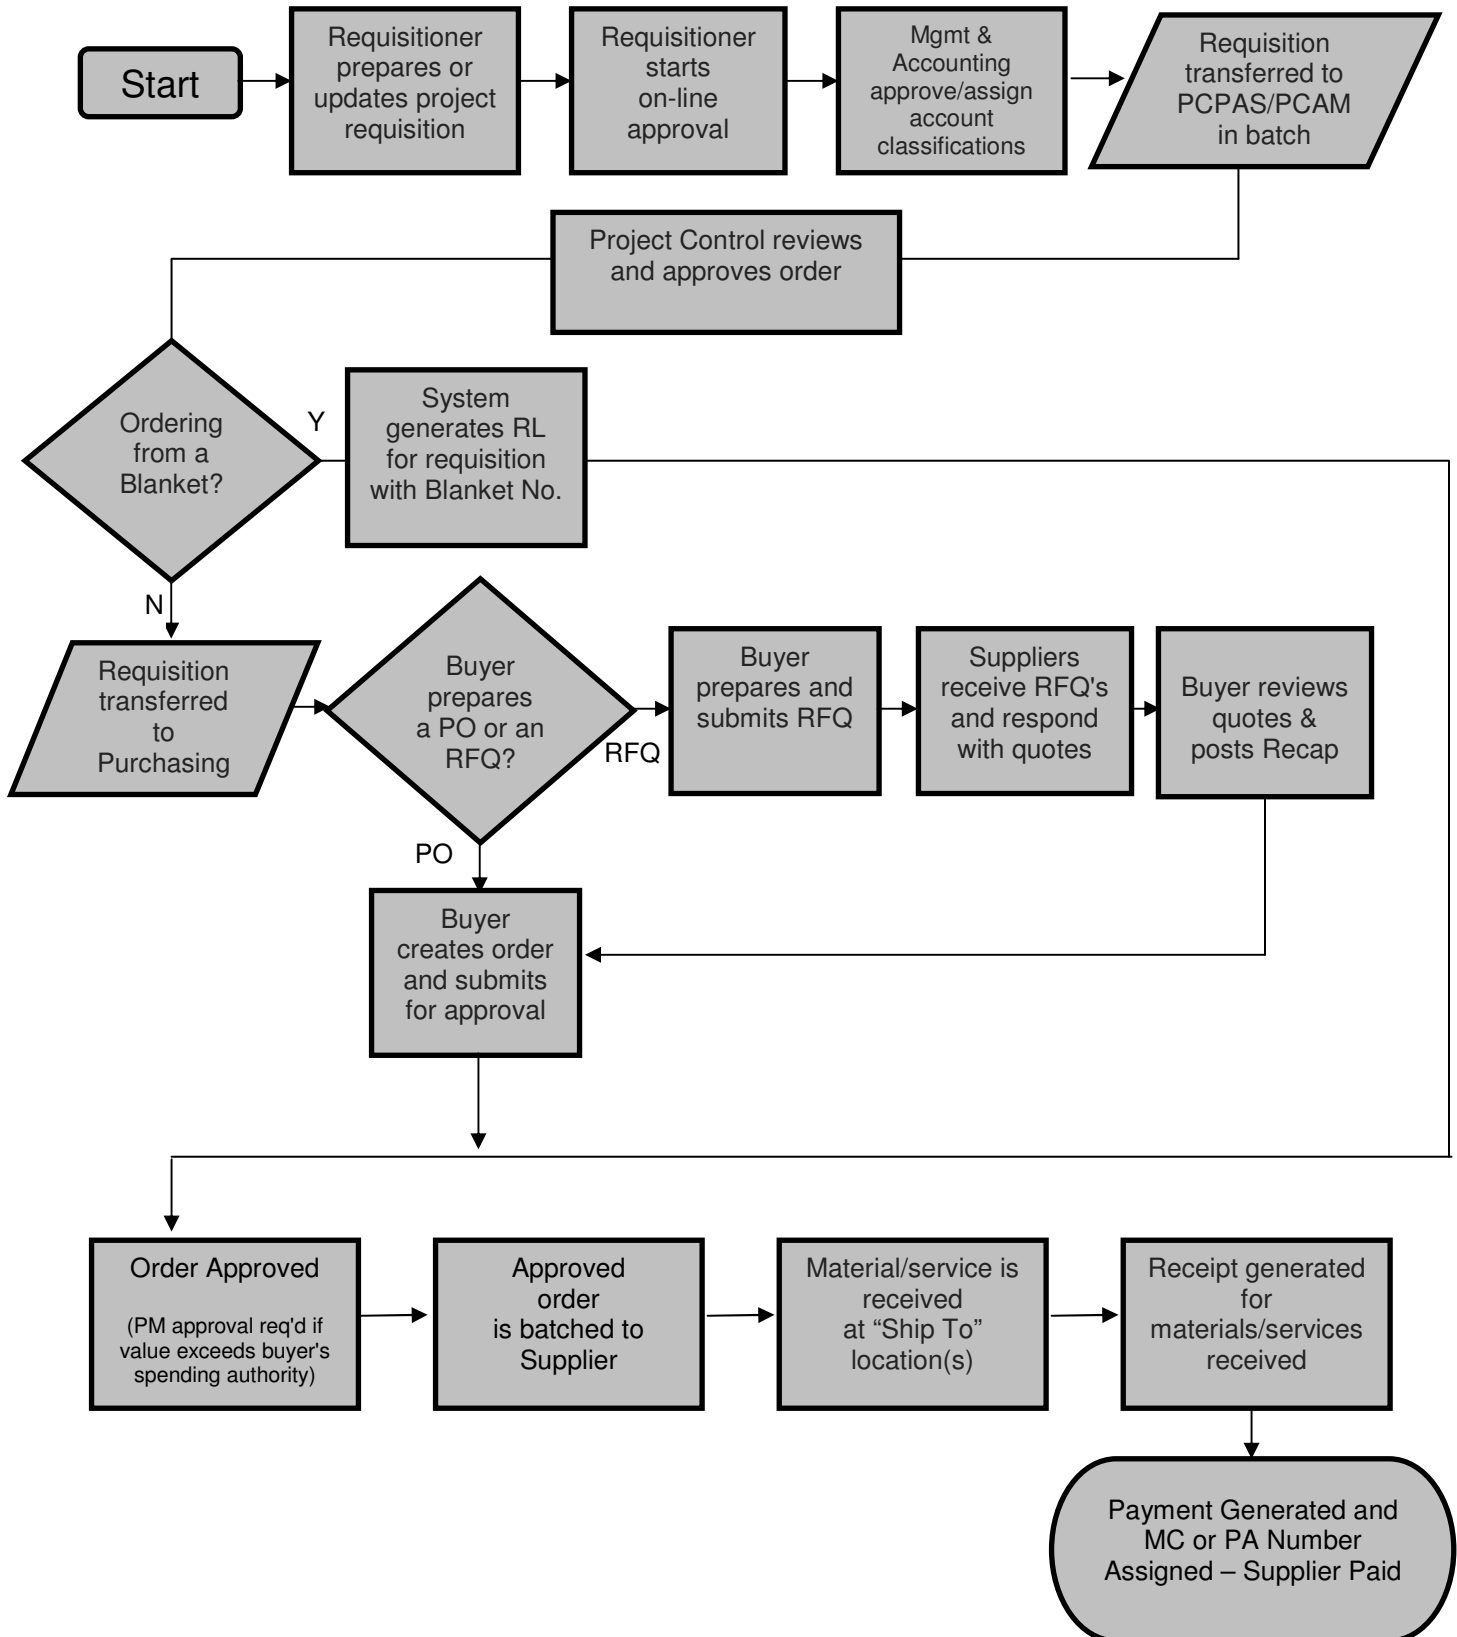 Start
Requisitioner
prepares or
updates project
requisition
Requisitioner
starts
on-line
approval
Mgmt &
Accounting
approve/assign
account
classifications
Requisition
transferred to
PCPAS/PCAM
in batch
Project Control reviews
and approves order
Ordering
from a
Blanket?
Y
System
generates RL
for requisition
with Blanket No.
N
Requisition
transferred
to
Purchasing
Buyer
prepares
a PO or an
RFQ?
RFQ
Buyer
prepares and
submits RFQ
Suppliers
receive RFQ's
and respond
with quotes
Buyer reviews
quotes &
posts Recap
PO
Buyer
creates order
and submits
for approval
Order Approved
(PM approval req'd if
value exceeds buyer's
spending authority)
Approved
order
is batched to
Supplier
Material/service is
received
at “Ship To”
location(s)
Receipt generated
for
materials/services
received
Payment Generated and
MC or PA Number
Assigned – Supplier Paid